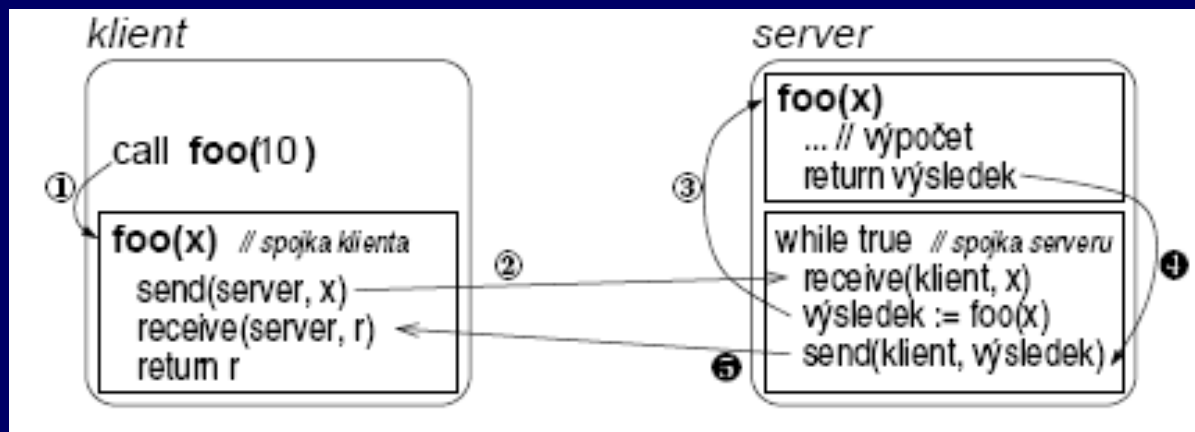 klient
call foo(10)
①
foo(x) // spojka klienta
send(server, x)
receive(server, r)
return r
②
server
foo(x)
... // výpočet
return výsledek
③
while true // spojka serveru
receive(klient, x)
výsledek := foo(x)
send(klient, výsledek)
❹
❺